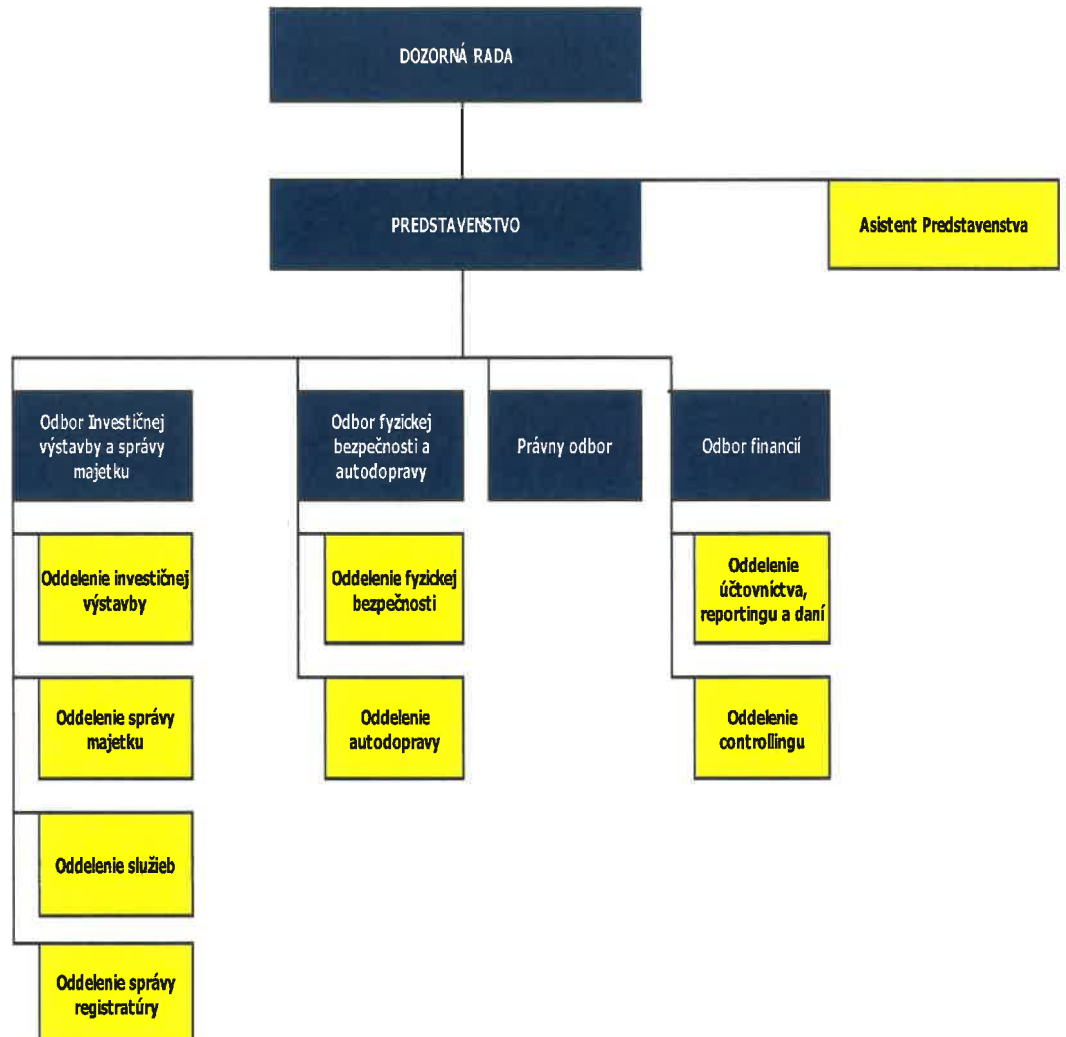 DOZORNÁ RADA
PREDSTAVENSTVO
Asistent Predstavenstva
Odbor Investičnej
výstavby a správy
majetku
Odbor fyzickej
bezpečnosti a
autodopravy
Právny odbor
Odbor financií
Oddelenie investičnej
výstavby
Oddelenie fyzickej
bezpečnosti
Oddelenie
účtovníctva,
reportingu a daní
Oddelenie správy
majetku
Oddelenie
autodopravy
Oddelenie
controllingu
Oddelenie služieb
Oddelenie správy
registratúry